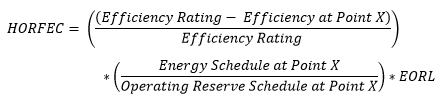 HORFEC = ((Efficiency Rating − Efficiency at Point X) / Efficiency Rating)
* (Energy Schedule at Point X / Operating Reserve Schedule at Point X) * EORL